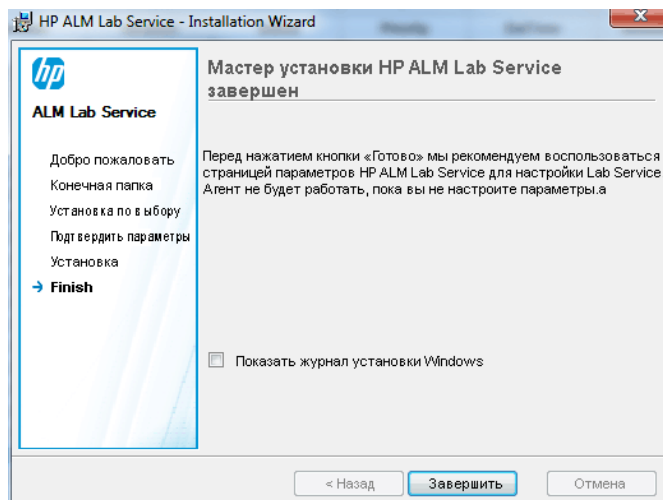 HP ALM Lab Service - Installation Wizard
hp
ALM Lab Service
Добро пожаловать
Конечная папка
Установка по выбору
Подтвердить параметры
Установка
Finish
Мастер установки HP ALM Lab Service
завершен
Перед нажатием кнопки «Готово» мы рекомендуем воспользоваться
страницей параметров HP ALM Lab Service для настройки Lab Service
Агент не будет работать, пока вы не настроите параметры.а
Показать журнал установки Windows
< Назад
Завершить
Отмена